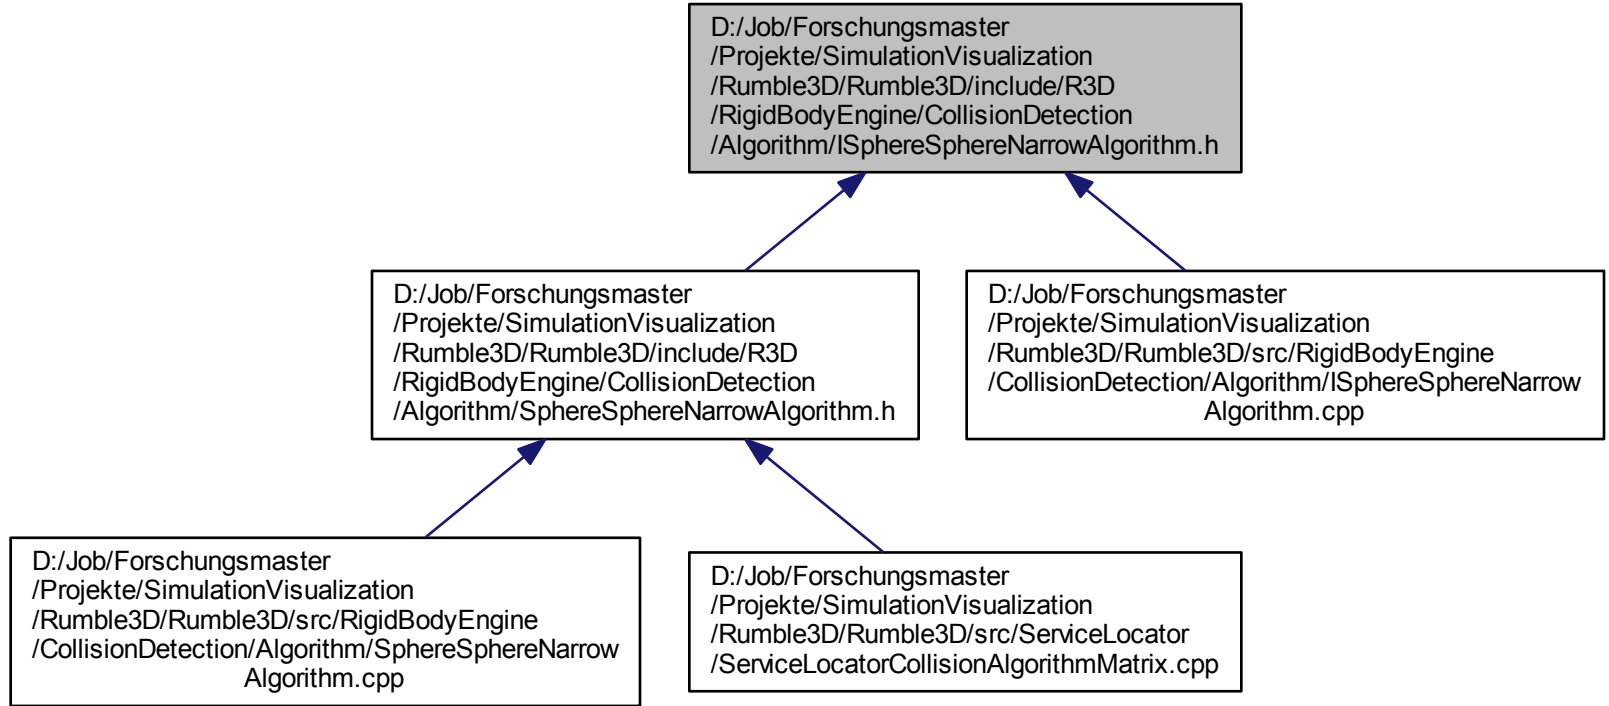 D:/Job/Forschungsmaster
/Projekte/SimulationVisualization
/Rumble3D/Rumble3D/include/R3D
/RigidBodyEngine/CollisionDetection
/Algorithm/ISphereSphereNarrowAlgorithm.h
D:/Job/Forschungsmaster
/Projekte/SimulationVisualization
/Rumble3D/Rumble3D/include/R3D
/RigidBodyEngine/CollisionDetection
/Algorithm/SphereSphereNarrowAlgorithm.h
D:/Job/Forschungsmaster
/Projekte/SimulationVisualization
/Rumble3D/Rumble3D/src/RigidBodyEngine
/CollisionDetection/Algorithm/ISphereSphereNarrow
Algorithm.cpp
D:/Job/Forschungsmaster
/Projekte/SimulationVisualization
/Rumble3D/Rumble3D/src/RigidBodyEngine
/CollisionDetection/Algorithm/SphereSphereNarrow
Algorithm.cpp
D:/Job/Forschungsmaster
/Projekte/SimulationVisualization
/Rumble3D/Rumble3D/src/ServiceLocator
/ServiceLocatorCollisionAlgorithmMatrix.cpp